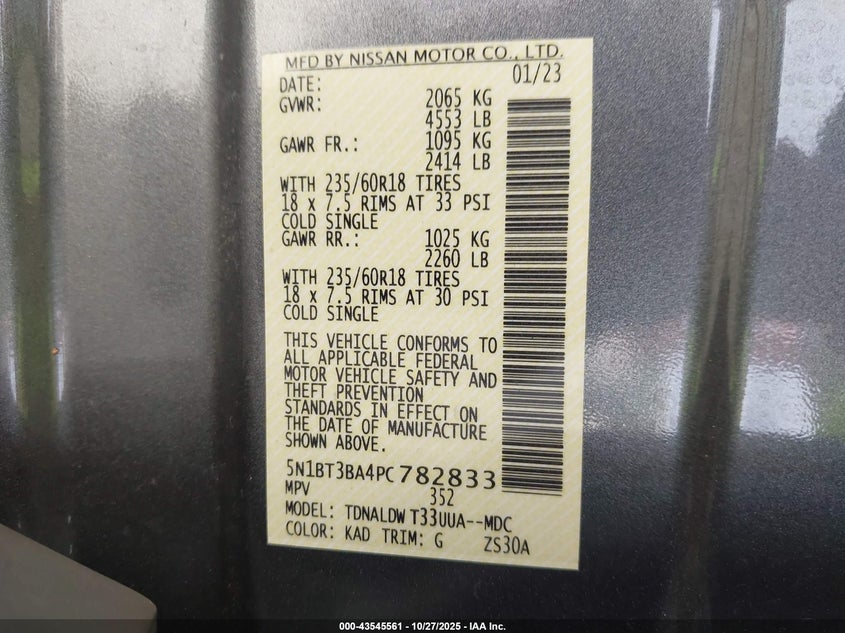 MFD BY NISSAN MOTOR CO., LTD.
DATE: 01/23
GVWR: 2065 KG
4553 LB
GAWR FR.: 1095 KG
2414 LB
WITH 235/60R18 TIRES
18 x 7.5 RIMS AT 33 PSI
COLD SINGLE
GAWR RR.: 1025 KG
2260 LB
WITH 235/60R18 TIRES
18 x 7.5 RIMS AT 30 PSI
COLD SINGLE
THIS VEHICLE CONFORMS TO
ALL APPLICABLE FEDERAL
MOTOR VEHICLE SAFETY AND
THEFT PREVENTION
STANDARDS IN EFFECT ON
THE DATE OF MANUFACTURE
SHOWN ABOVE.
5N1BT3BA4PC782833
MPV 352
MODEL: TDNALDW T33UUA--MDC
COLOR: KAD TRIM: G ZS30A
000-43545561 - 10/27/2025 - IAA Inc.